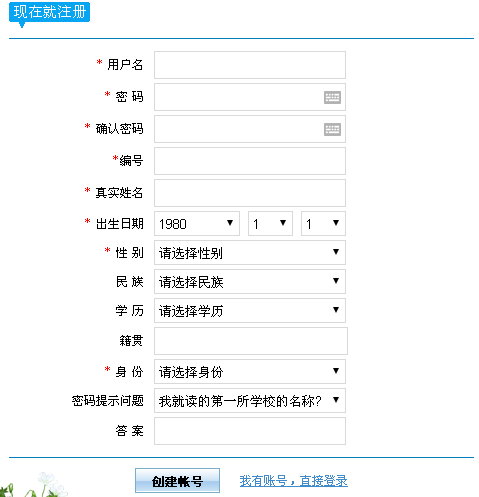 现在就注册
* 用户名
* 密 码
* 确认密码
*编号
* 真实姓名
* 出生日期 1980 1 1
* 性 别 请选择性别
民 族 请选择民族
学 历 请选择学历
籍贯
* 身 份 请选择身份
密码提示问题 我就读的第一所学校的名称?
答 案
创建帐号 我有账号，直接登录